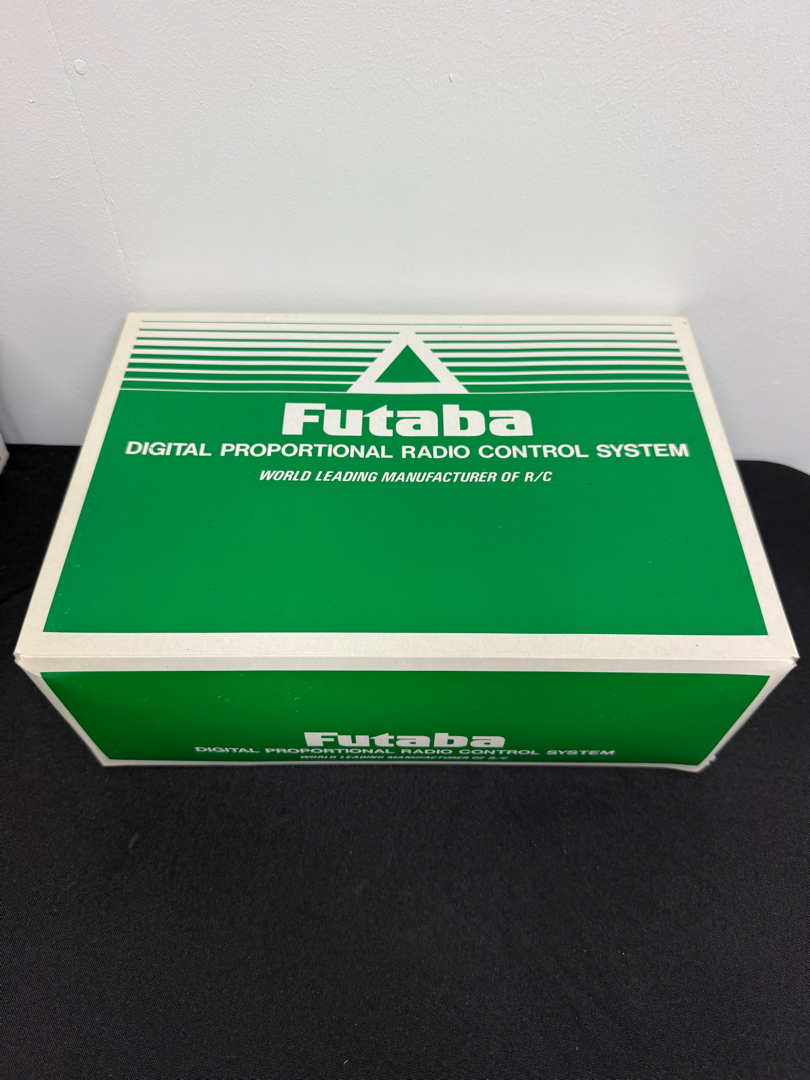 Futaba
DIGITAL PROPORTIONAL RADIO CONTROL SYSTEM
WORLD LEADING MANUFACTURER OF R/C
Futaba
DIGITAL PROPORTIONAL RADIO CONTROL SYSTEM
WORLD LEADING MANUFACTURER OF R/C